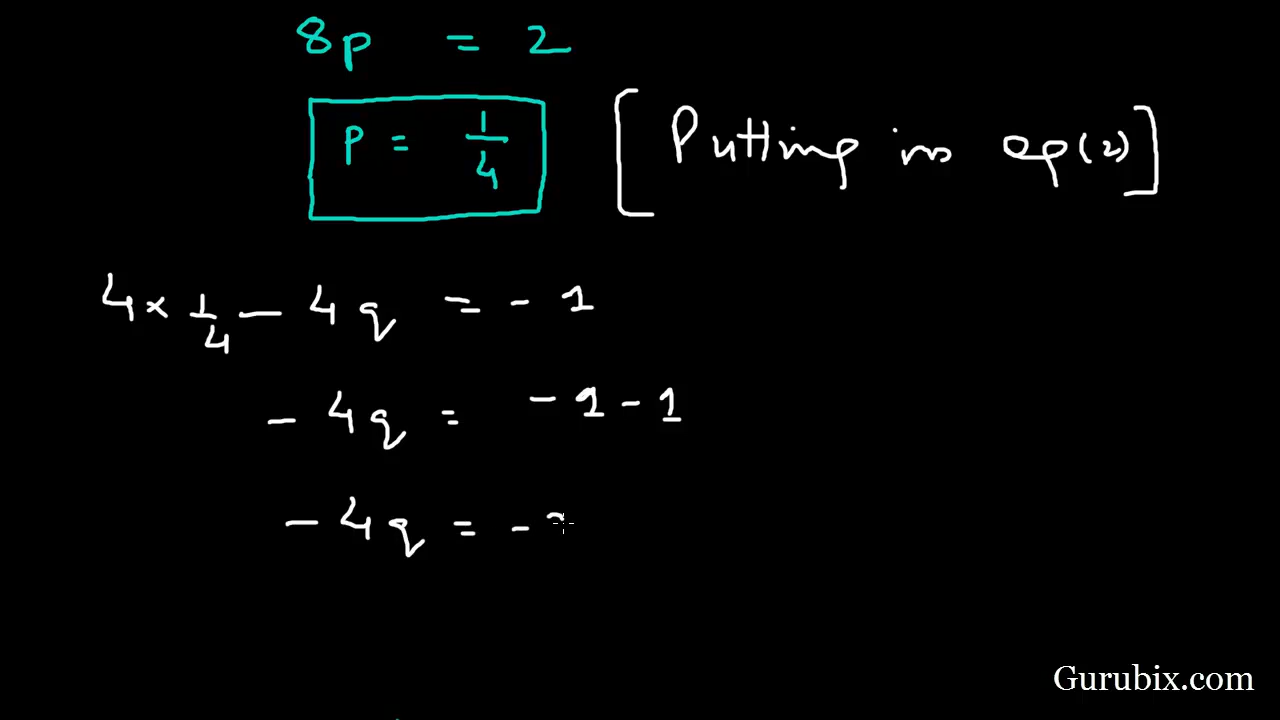 8p = 2
P = 1/4 [Putting in eq(2)]
4 × 1/4 − 4q = − 1
− 4q = − 1 − 1
− 4q = −
Gurubix.com